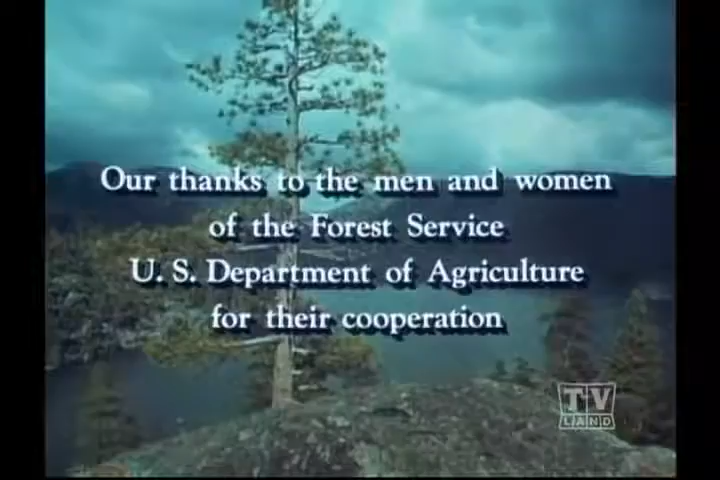 Our thanks to the men and women
of the Forest Service
U. S. Department of Agriculture
for their cooperation
TV
LAND